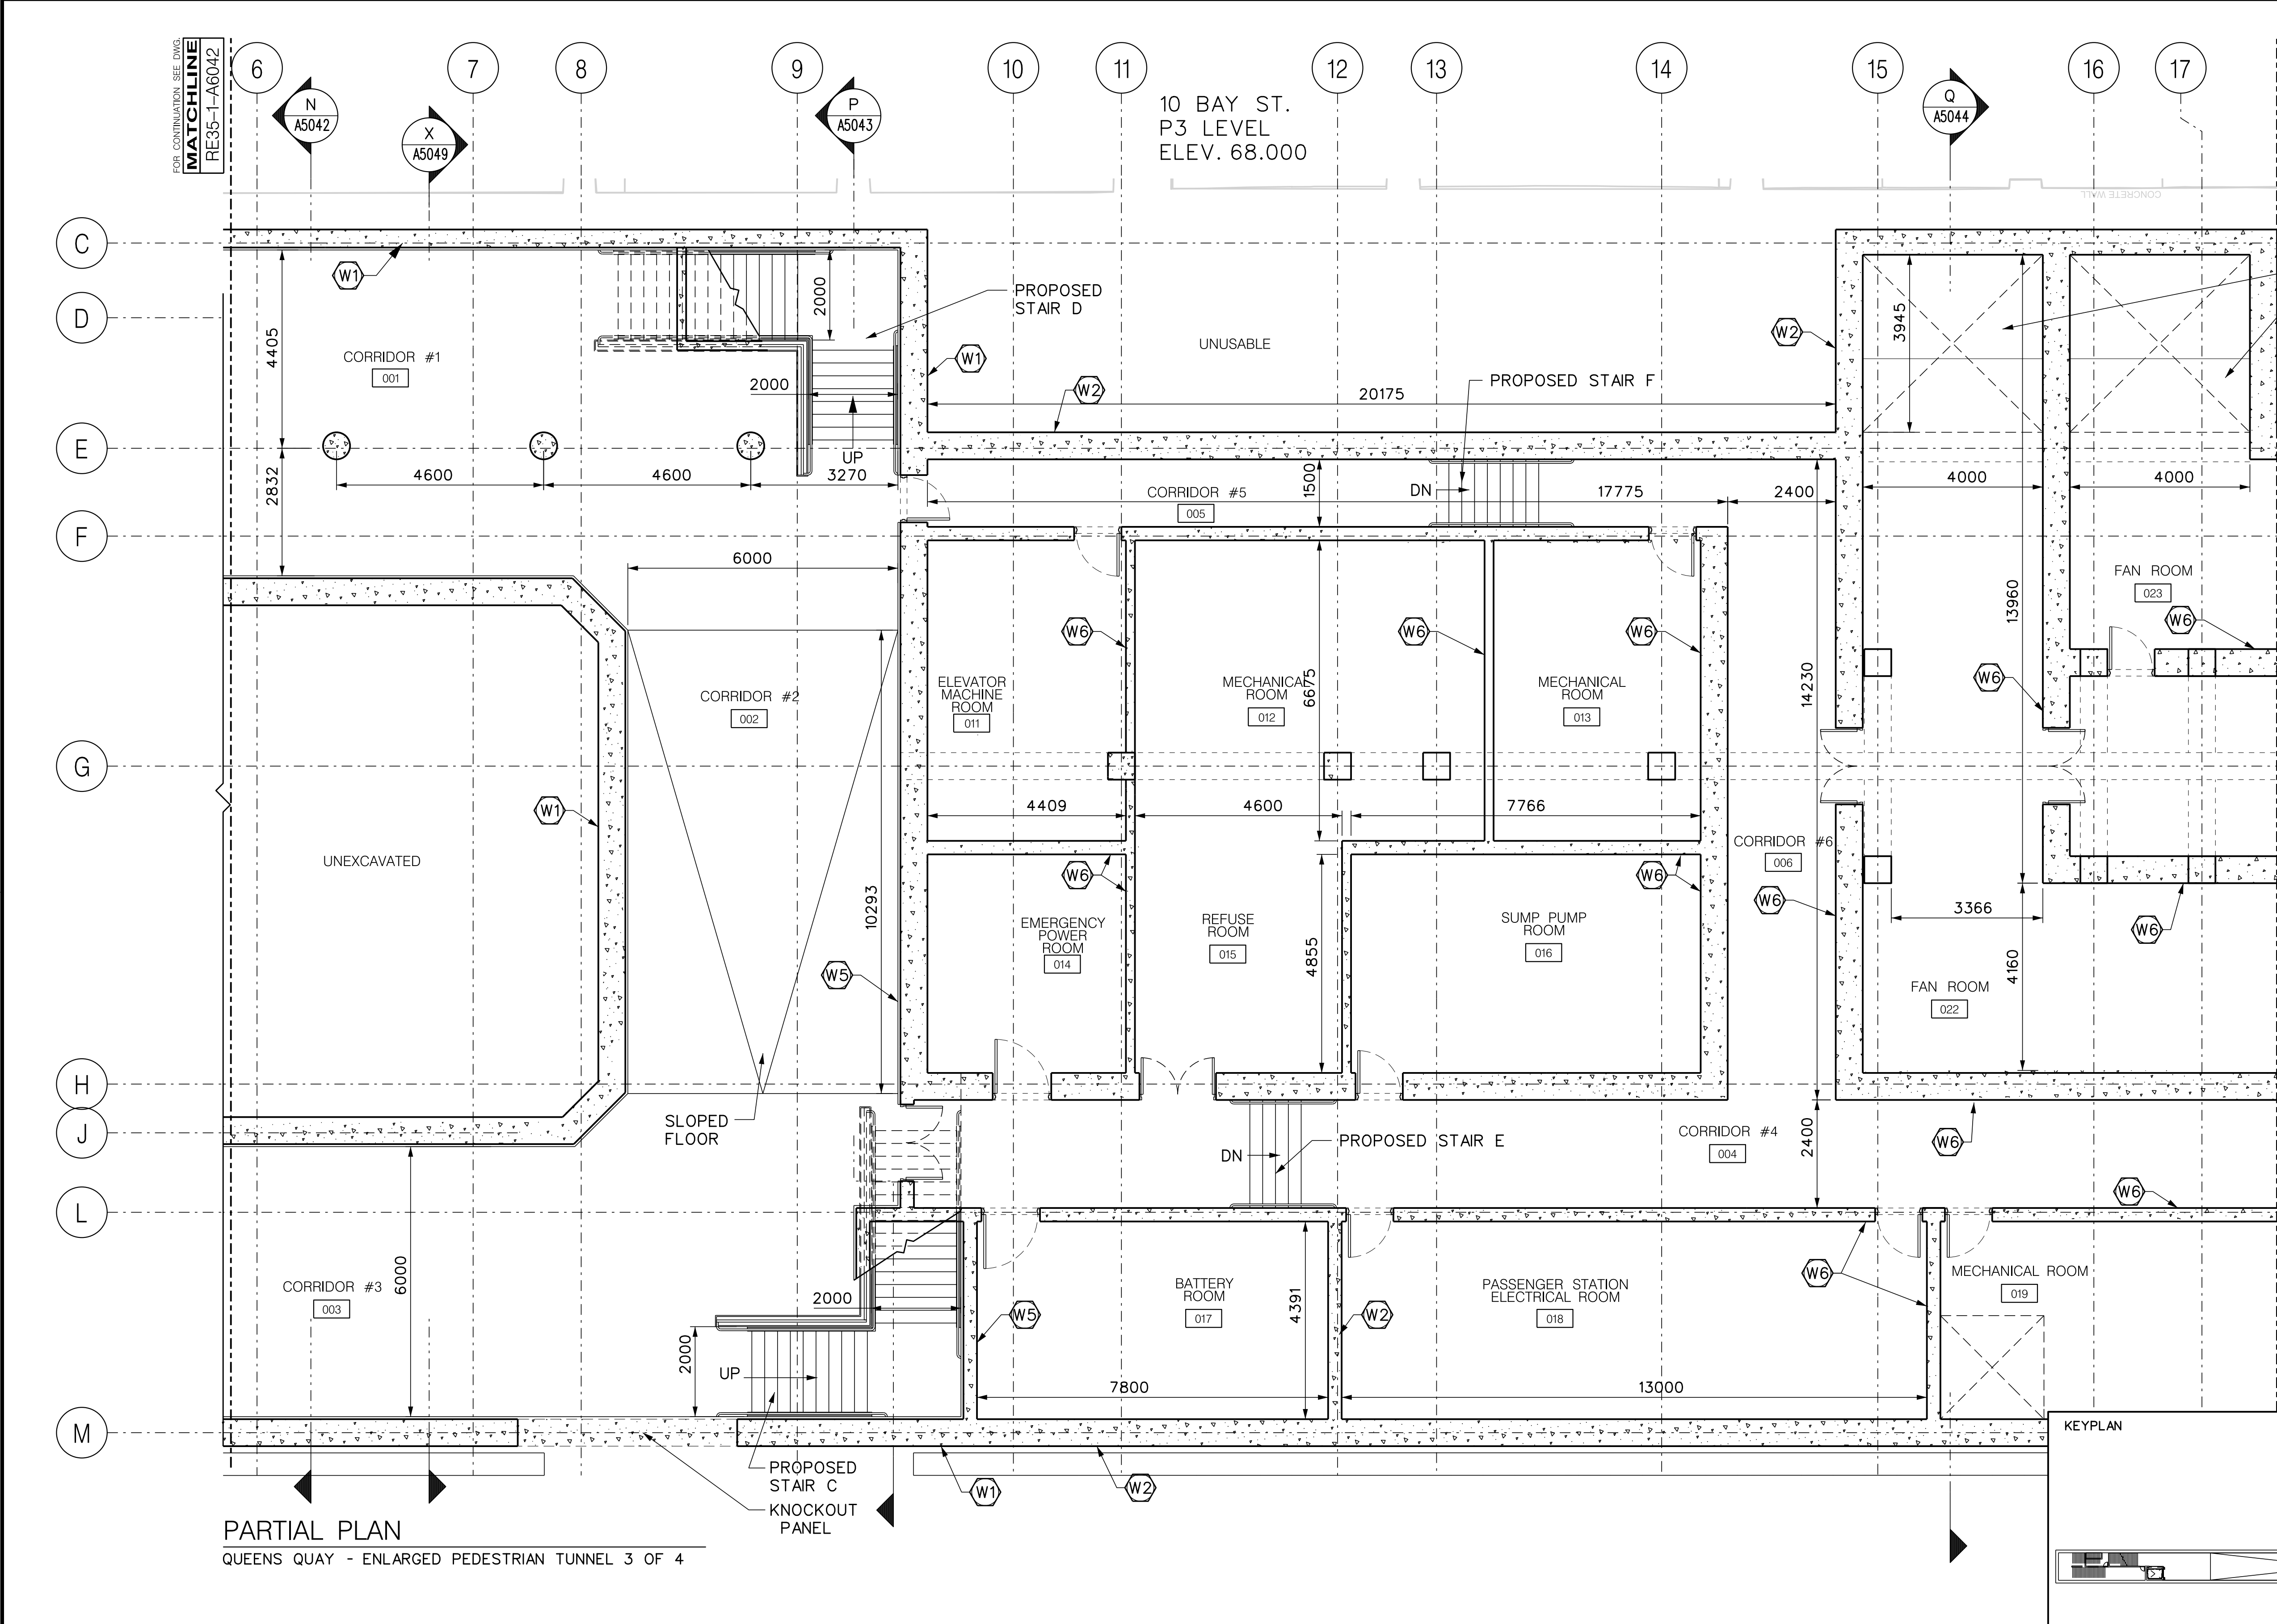 FOR CONTINUATION SEE DWG.
MATCHLINE
RE35-1-A6042
6
7
8
9
10
11
12
13
14
15
16
17
N
A5042
X
A5049
P
A5043
Q
A5044
10 BAY ST.
P3 LEVEL
ELEV. 68.000
CONCRETE WALL
C
D
E
F
G
H
J
L
M
W1
4405
2832
CORRIDOR #1
001
2000
2000
UP
PROPOSED
STAIR D
W1
W2
UNUSABLE
20175
PROPOSED STAIR F
W2
3945
4600
4600
3270
CORRIDOR #5
005
1500
DN
17775
2400
4000
4000
6000
W6
W6
W6
13960
FAN ROOM
023
W6
W6
CORRIDOR #2
002
ELEVATOR
MACHINE
ROOM
011
MECHANICAL
ROOM
012
6675
MECHANICAL
ROOM
013
14230
W1
4409
4600
7766
UNEXCAVATED
CORRIDOR #6
006
W6
W6
W6
3366
W6
10293
W5
EMERGENCY
POWER
ROOM
014
REFUSE
ROOM
015
4855
SUMP PUMP
ROOM
016
4160
FAN ROOM
022
SLOPED
FLOOR
DN
PROPOSED STAIR E
CORRIDOR #4
004
2400
W6
W6
CORRIDOR #3
003
6000
2000
2000
UP
W5
BATTERY
ROOM
017
4391
W2
PASSENGER STATION
ELECTRICAL ROOM
018
W6
MECHANICAL ROOM
019
7800
13000
PROPOSED
STAIR C
KNOCKOUT
PANEL
W1
W2
KEYPLAN
PARTIAL PLAN
QUEENS QUAY - ENLARGED PEDESTRIAN TUNNEL 3 OF 4